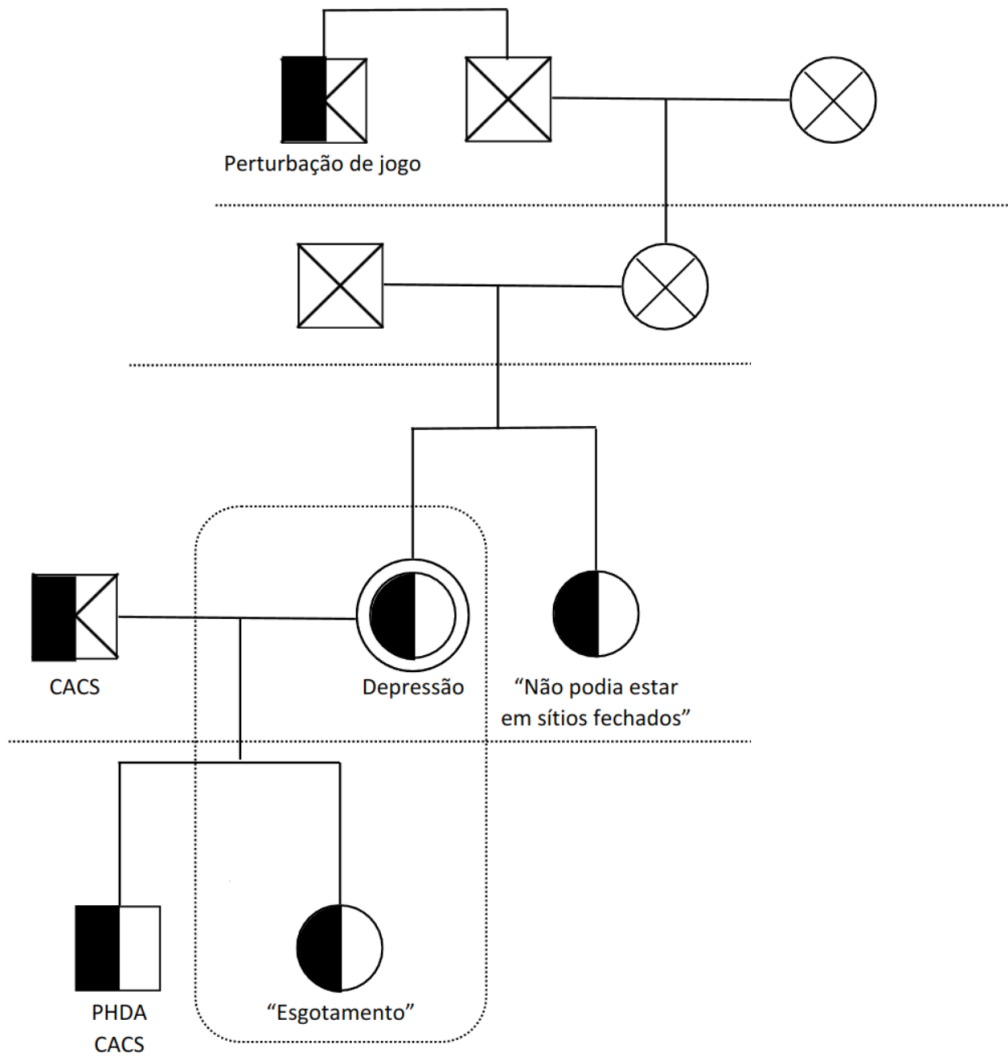 Perturbação de jogo
CACS
Depressão
“Não podia estar
em sítios fechados”
PHDA
CACS
“Esgotamento”